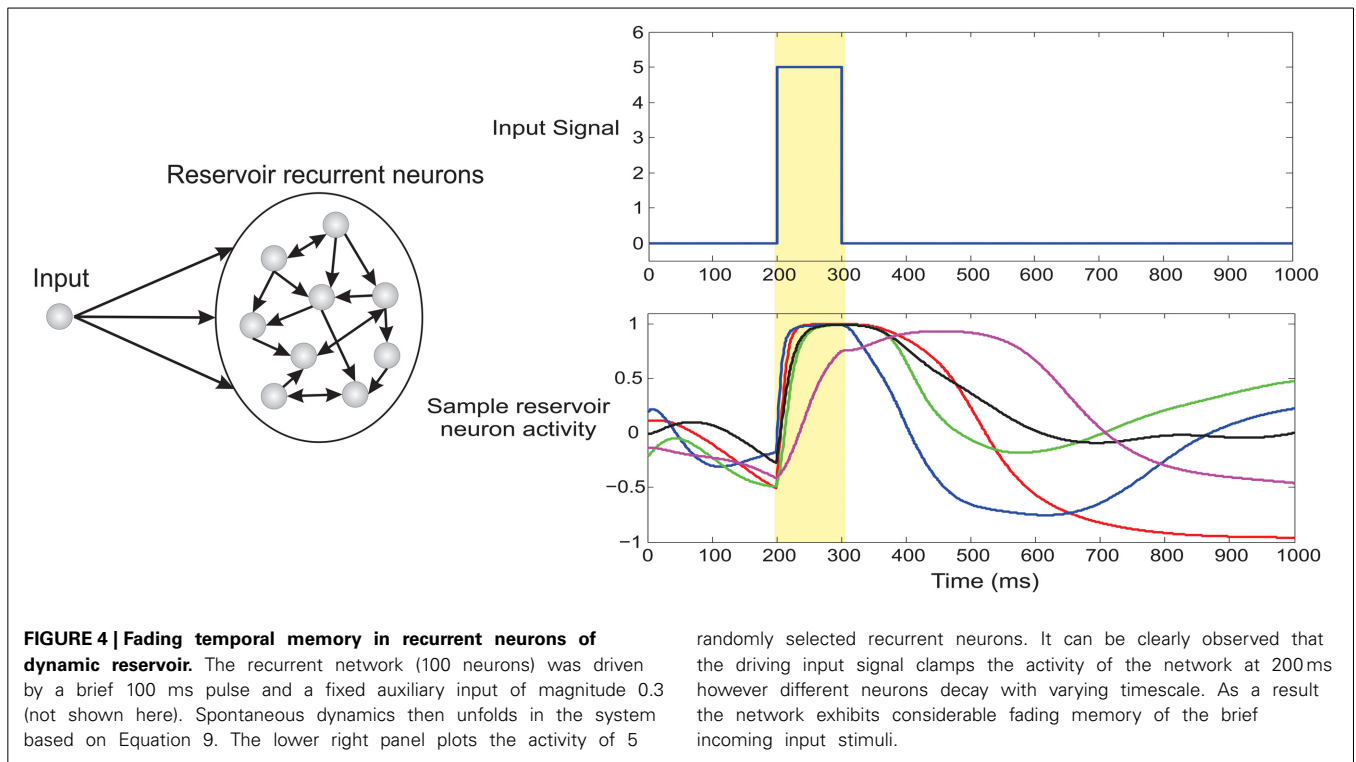 Reservoir recurrent neurons
Input
Input Signal
6
5
4
3
2
1
0
0 100 200 300 400 500 600 700 800 900 1000
Sample reservoir
neuron activity
1
0.5
0
−0.5
−1
0 100 200 300 400 500 600 700 800 900 1000
Time (ms)
FIGURE 4 | Fading temporal memory in recurrent neurons of
dynamic reservoir. The recurrent network (100 neurons) was driven
by a brief 100 ms pulse and a fixed auxiliary input of magnitude 0.3
(not shown here). Spontaneous dynamics then unfolds in the system
based on Equation 9. The lower right panel plots the activity of 5
randomly selected recurrent neurons. It can be clearly observed that
the driving input signal clamps the activity of the network at 200 ms
however different neurons decay with varying timescale. As a result
the network exhibits considerable fading memory of the brief
incoming input stimuli.